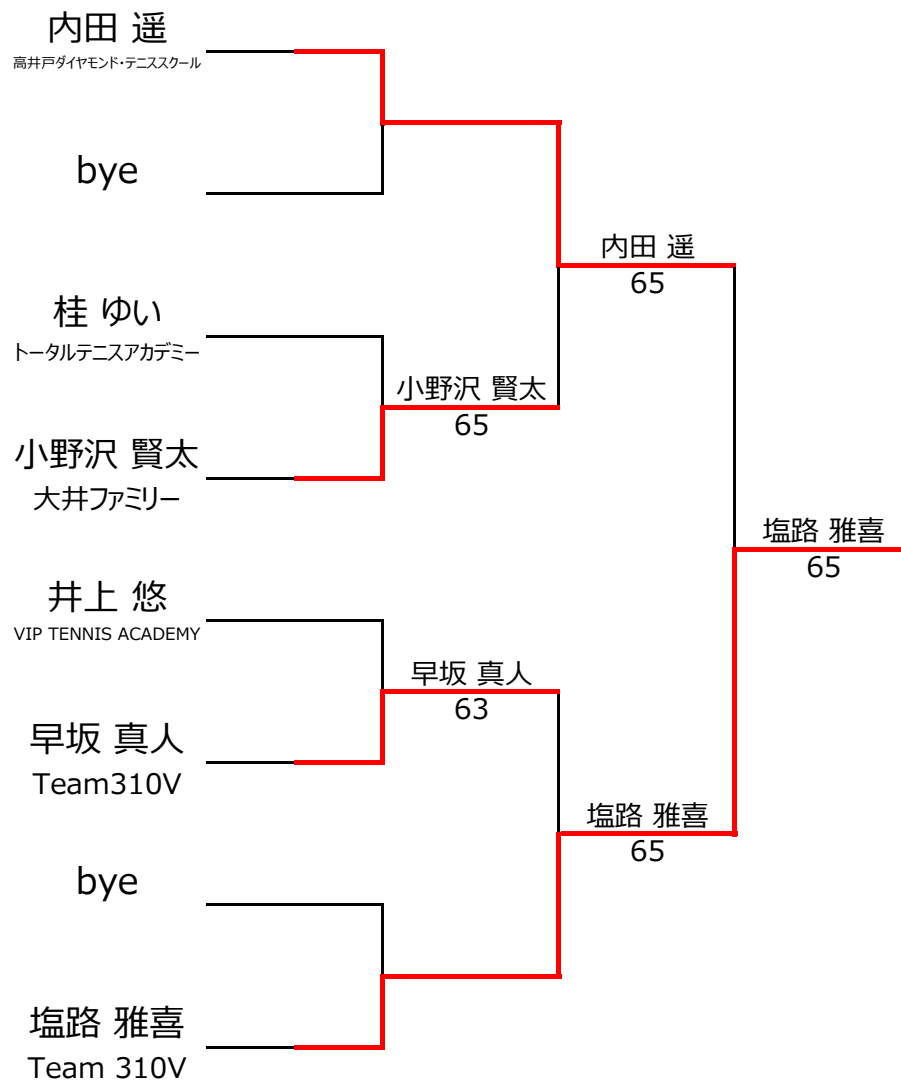 内田 遥
高井戸ダイヤモンド・テニススクール
bye
桂 ゆい
トータルテニスアカデミー
小野沢 賢太
大井ファミリー
井上 悠
VIP TENNIS ACADEMY
早坂 真人
Team310V
bye
塩路 雅喜
Team 310V
小野沢 賢太
65
早坂 真人
63
内田 遥
65
塩路 雅喜
65
塩路 雅喜
65